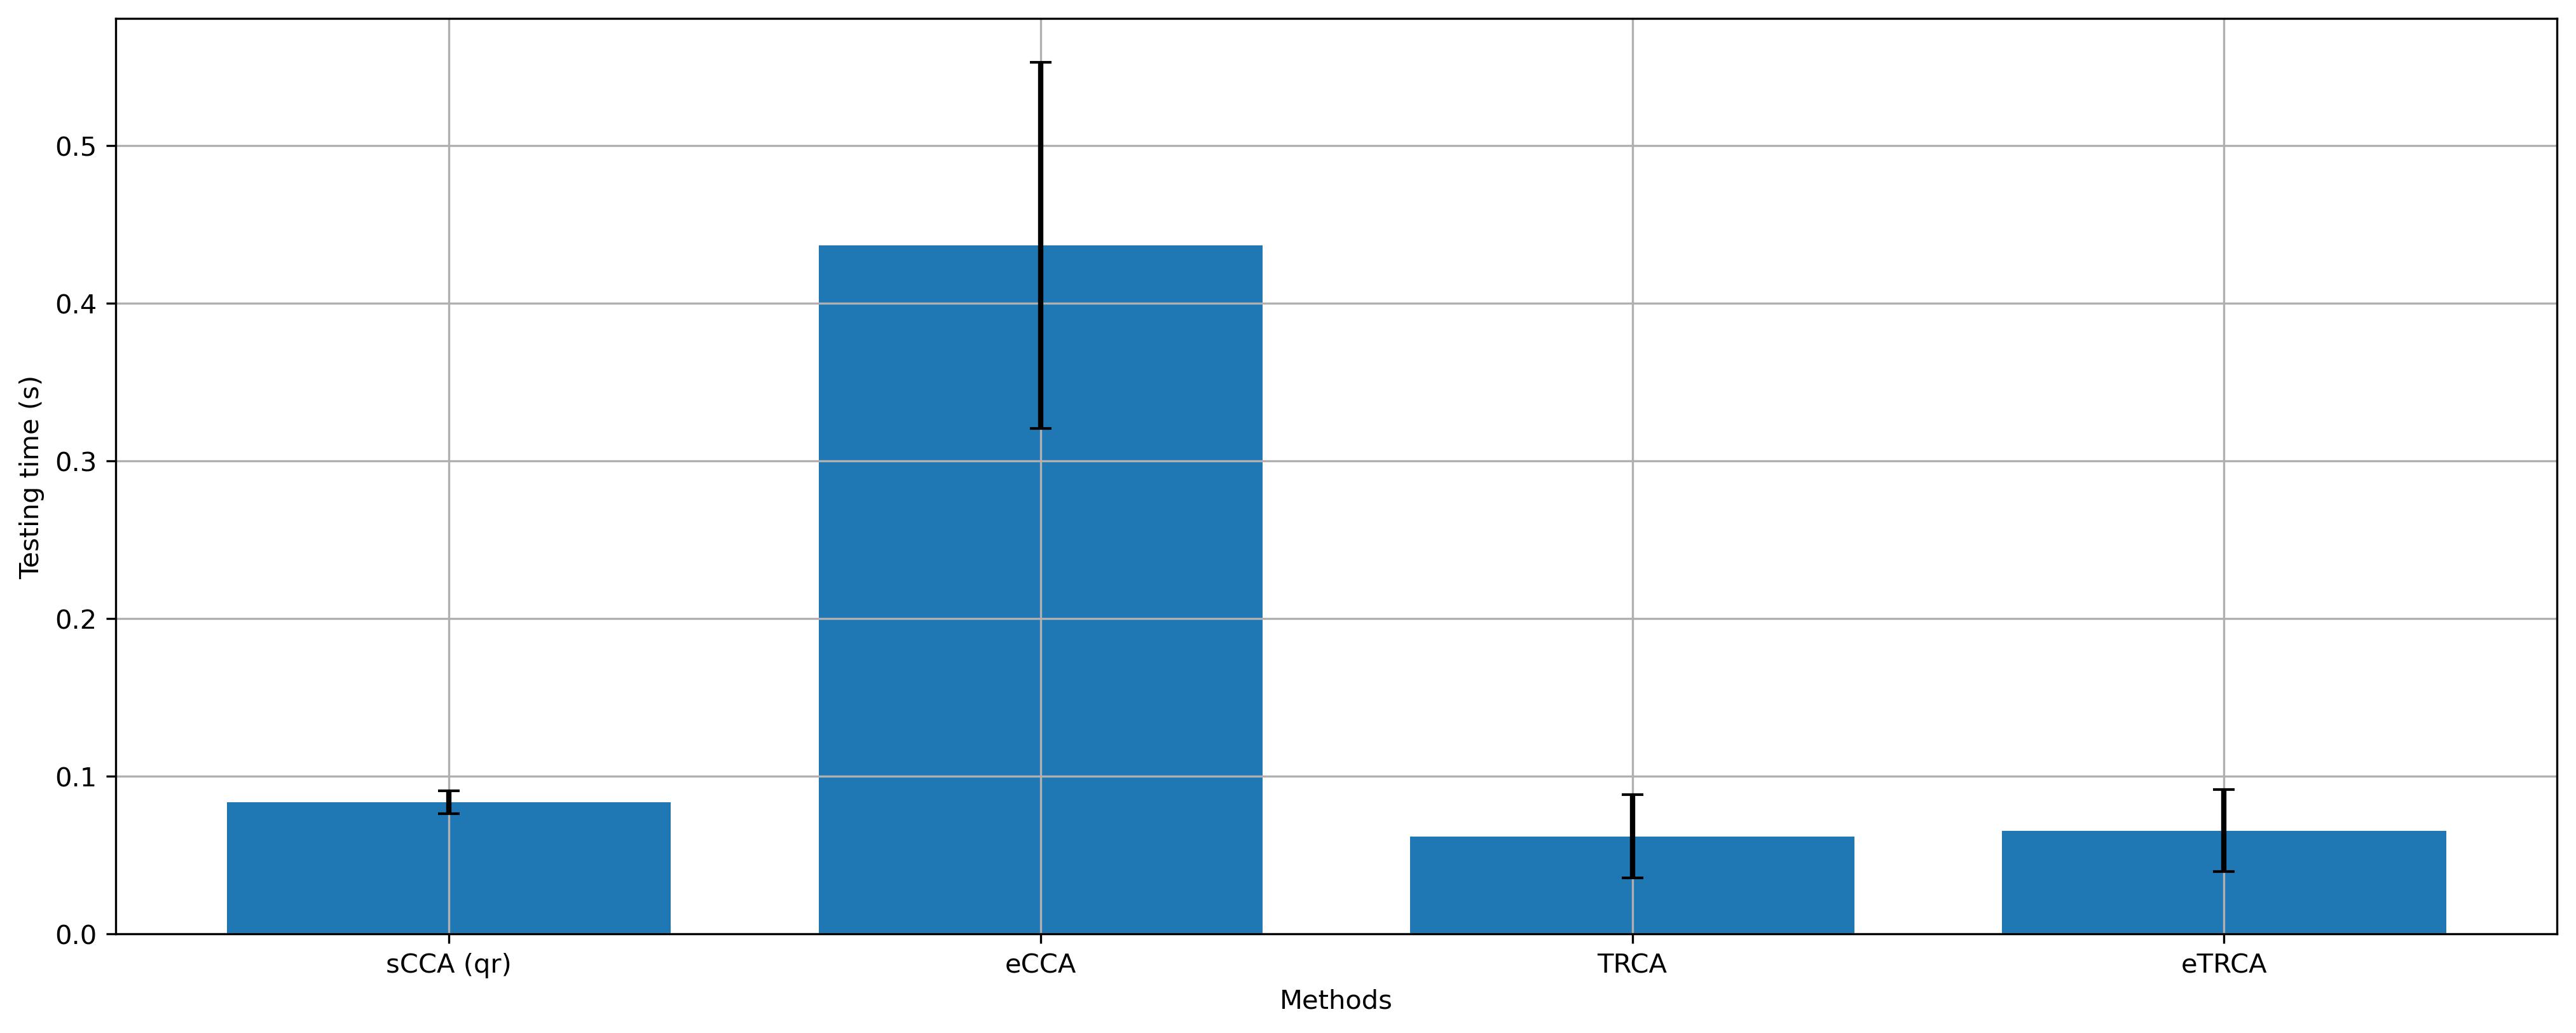 Testing time (s)
0.5
0.4
0.3
0.2
0.1
0.0
sCCA (qr)
eCCA
TRCA
eTRCA
Methods